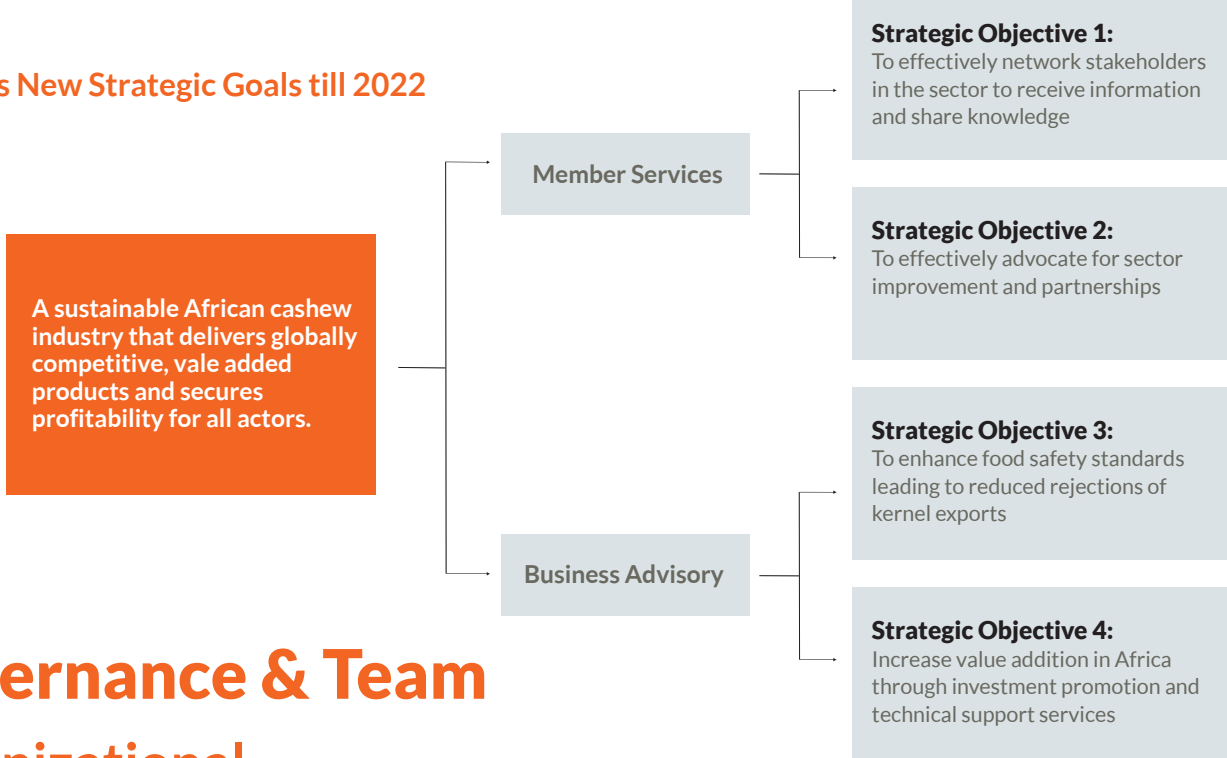 s New Strategic Goals till 2022
A sustainable African cashew
industry that delivers globally
competitive, vale added
products and secures
profitability for all actors.
Member Services
Business Advisory
Strategic Objective 1:
To effectively network stakeholders
in the sector to receive information
and share knowledge
Strategic Objective 2:
To effectively advocate for sector
improvement and partnerships
Strategic Objective 3:
To enhance food safety standards
leading to reduced rejections of
kernel exports
Strategic Objective 4:
Increase value addition in Africa
through investment promotion and
technical support services
ernance & Team
nizational